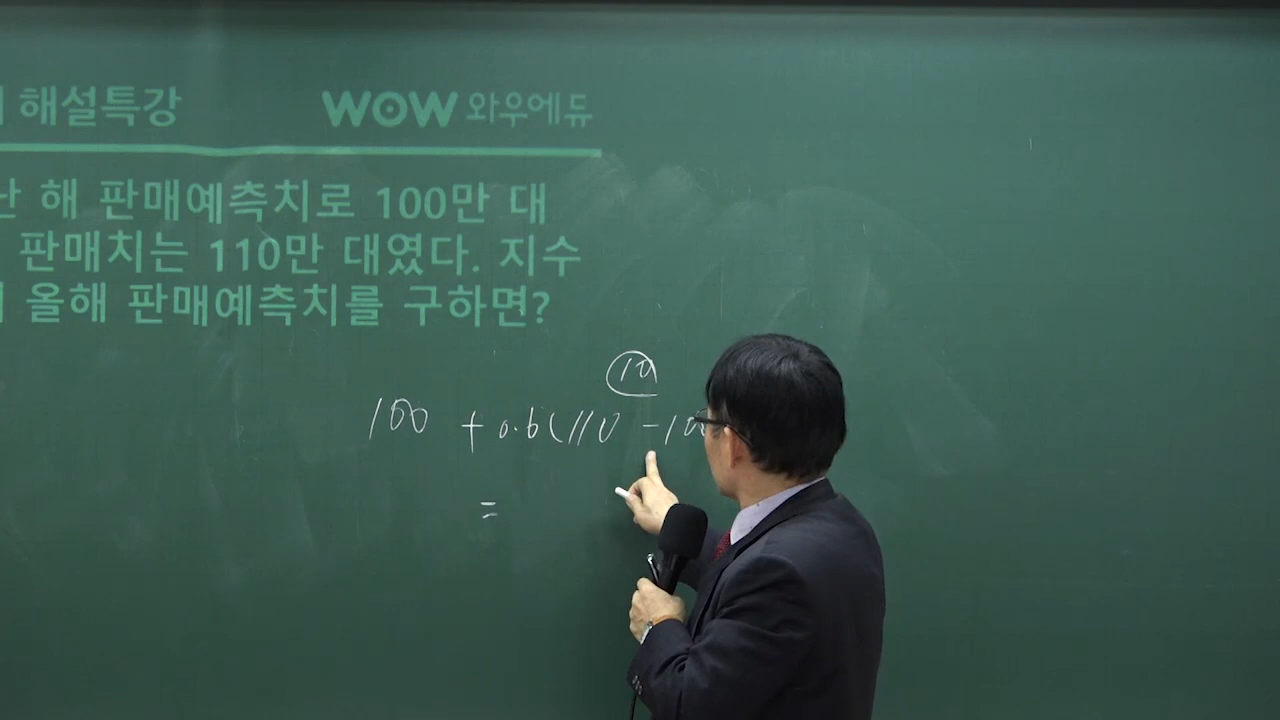 해설특강
WOW 와우에듀
해 판매예측치로 100만 대
판매치는 110만 대였다. 지수
올해 판매예측치를 구하면?
10
100 + 0.6(110 -100
=